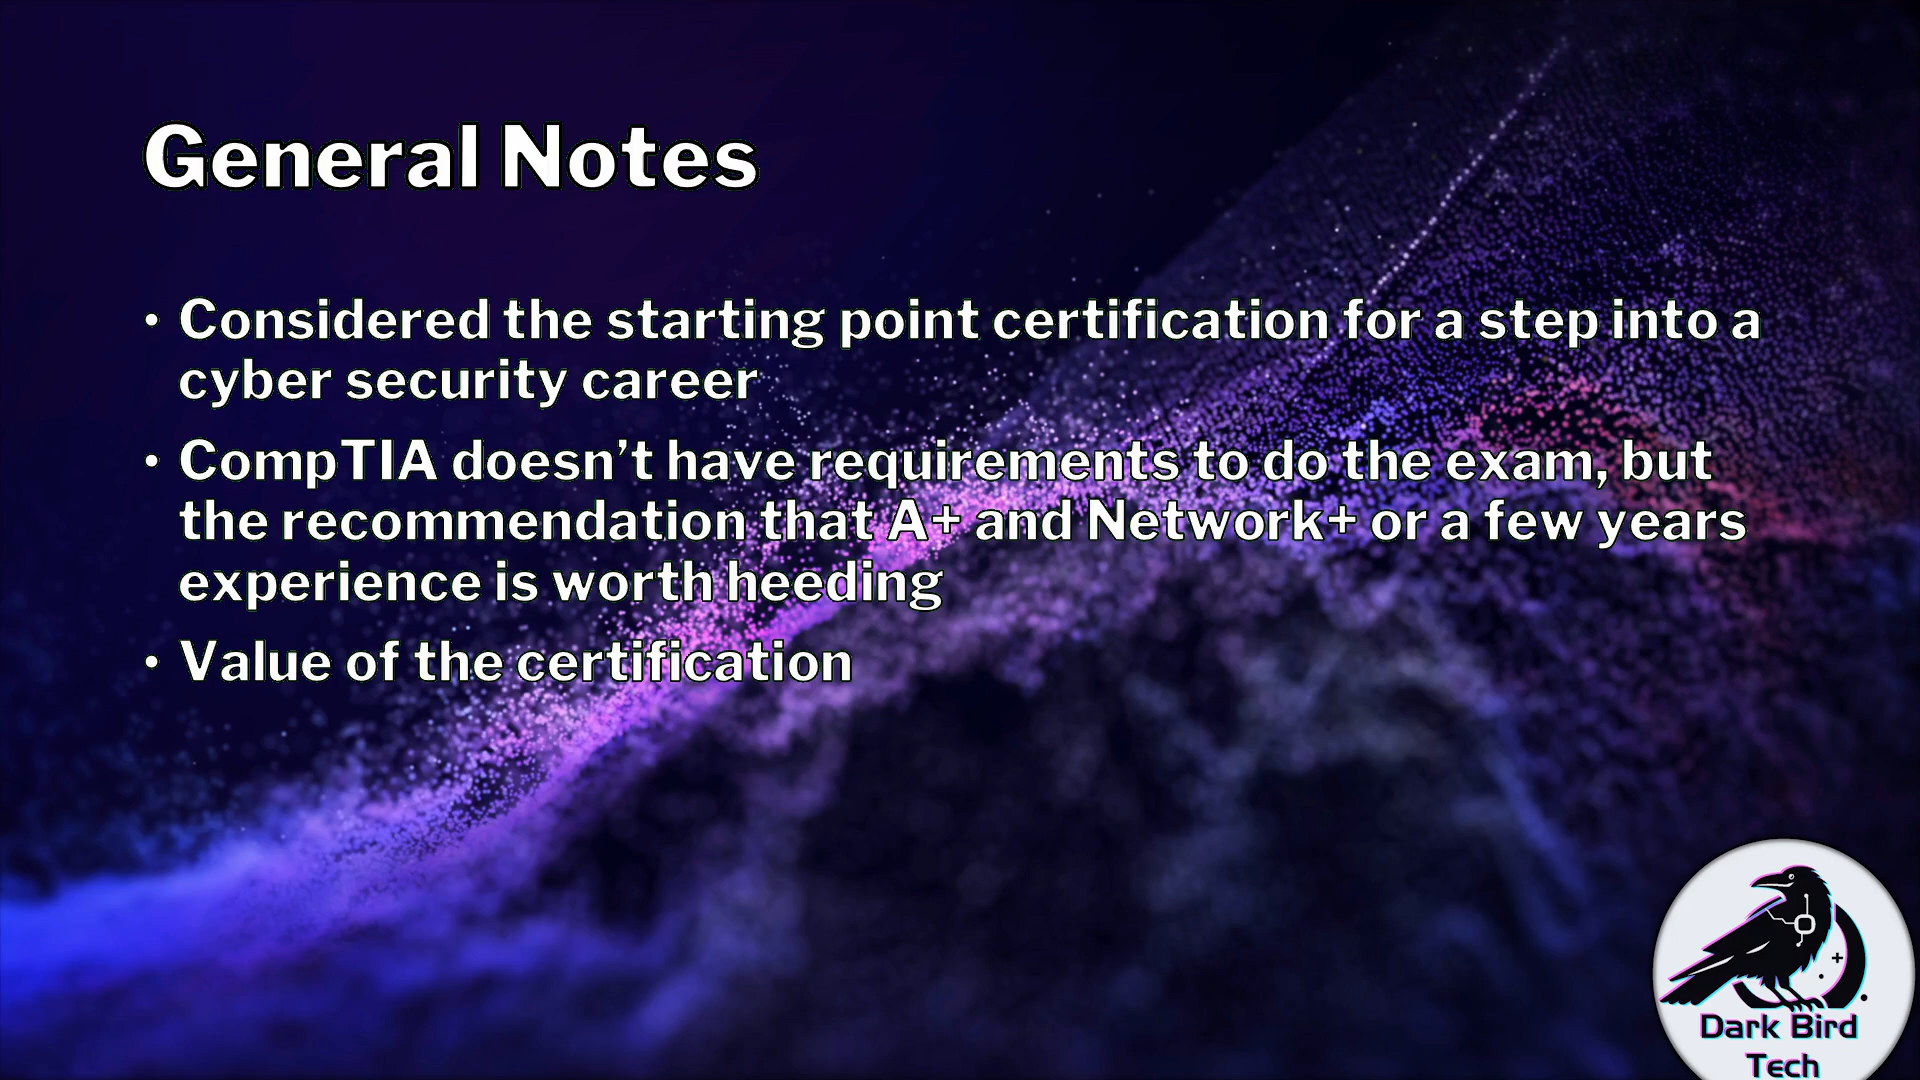 General Notes
• Considered the starting point certification for a step into a
cyber security career
• CompTIA doesn’t have requirements to do the exam, but
the recommendation that A+ and Network+ or a few years
experience is worth heeding
• Value of the certification
Dark Bird
Tech